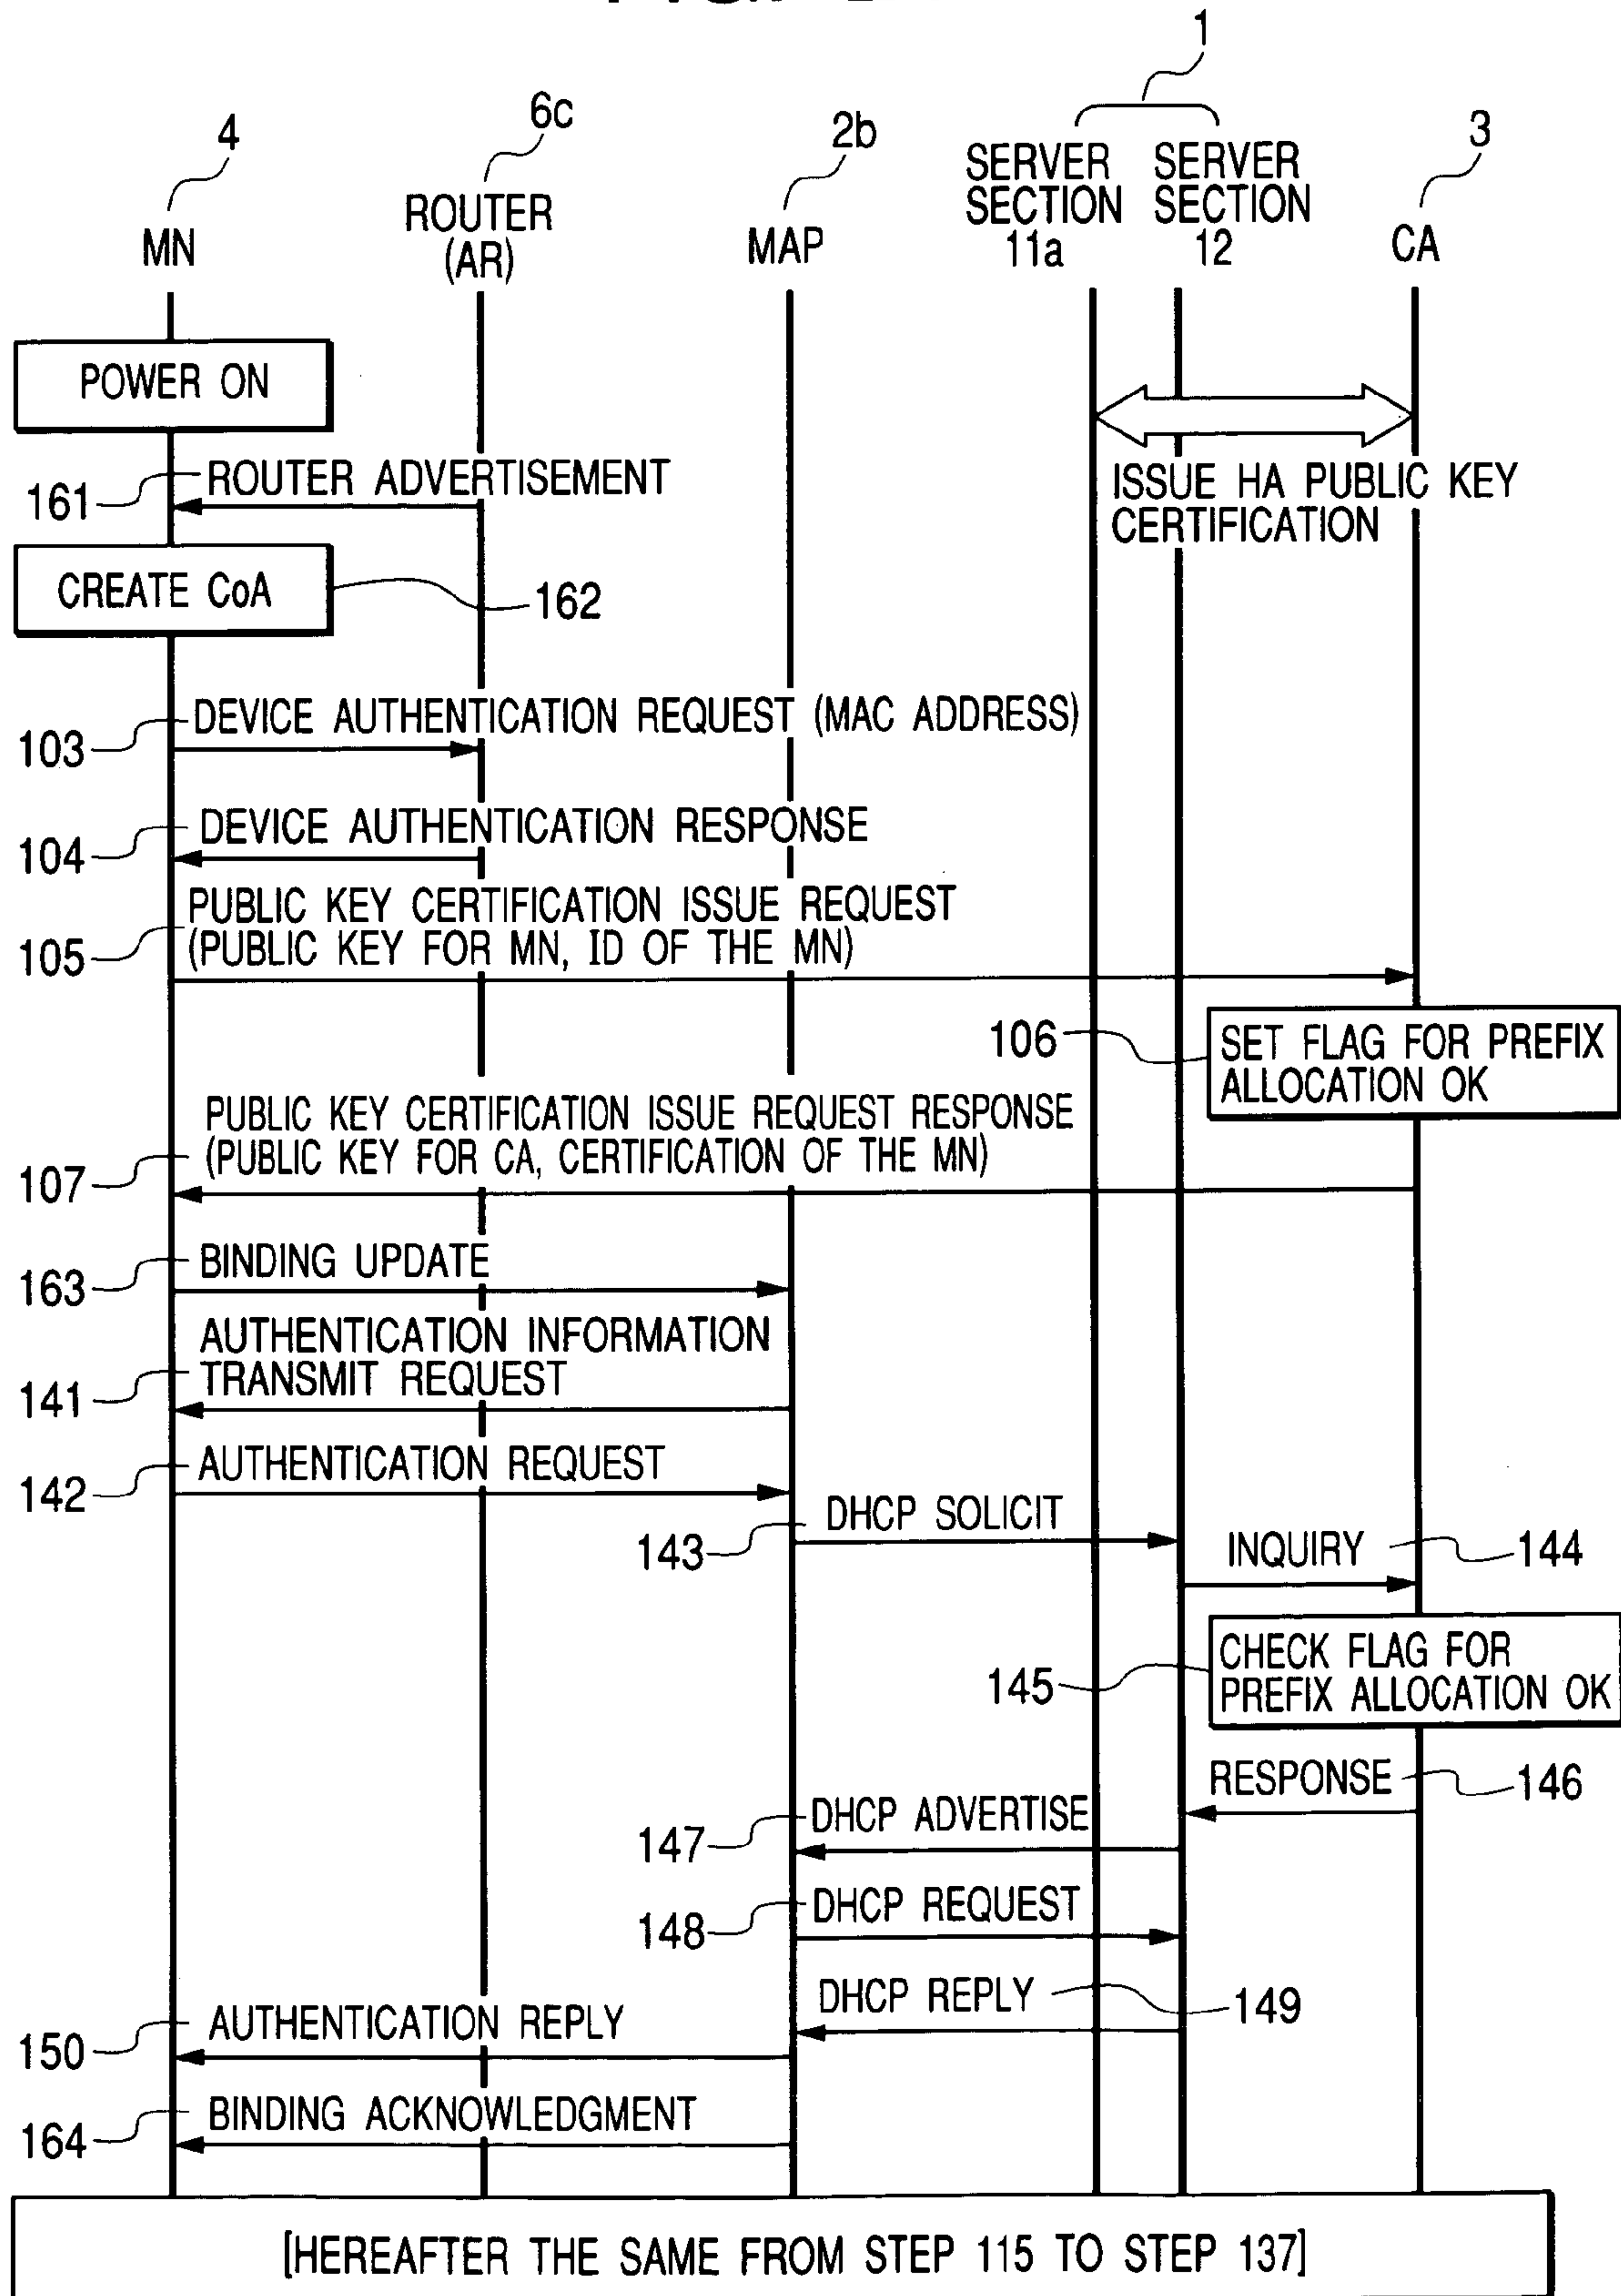 1
4
6c
2b
3
MN
ROUTER
(AR)
MAP
SERVER
SECTION
11a
SERVER
SECTION
12
CA
POWER ON
161
ROUTER ADVERTISEMENT
ISSUE HA PUBLIC KEY
CERTIFICATION
CREATE CoA
162
103
DEVICE AUTHENTICATION REQUEST (MAC ADDRESS)
104
DEVICE AUTHENTICATION RESPONSE
105
PUBLIC KEY CERTIFICATION ISSUE REQUEST
(PUBLIC KEY FOR MN, ID OF THE MN)
106
SET FLAG FOR PREFIX
ALLOCATION OK
107
PUBLIC KEY CERTIFICATION ISSUE REQUEST RESPONSE
(PUBLIC KEY FOR CA, CERTIFICATION OF THE MN)
163
BINDING UPDATE
141
AUTHENTICATION INFORMATION
TRANSMIT REQUEST
142
AUTHENTICATION REQUEST
143
DHCP SOLICIT
INQUIRY
144
145
CHECK FLAG FOR
PREFIX ALLOCATION OK
RESPONSE
146
147
DHCP ADVERTISE
148
DHCP REQUEST
DHCP REPLY
149
150
AUTHENTICATION REPLY
164
BINDING ACKNOWLEDGMENT
[HEREAFTER THE SAME FROM STEP 115 TO STEP 137]